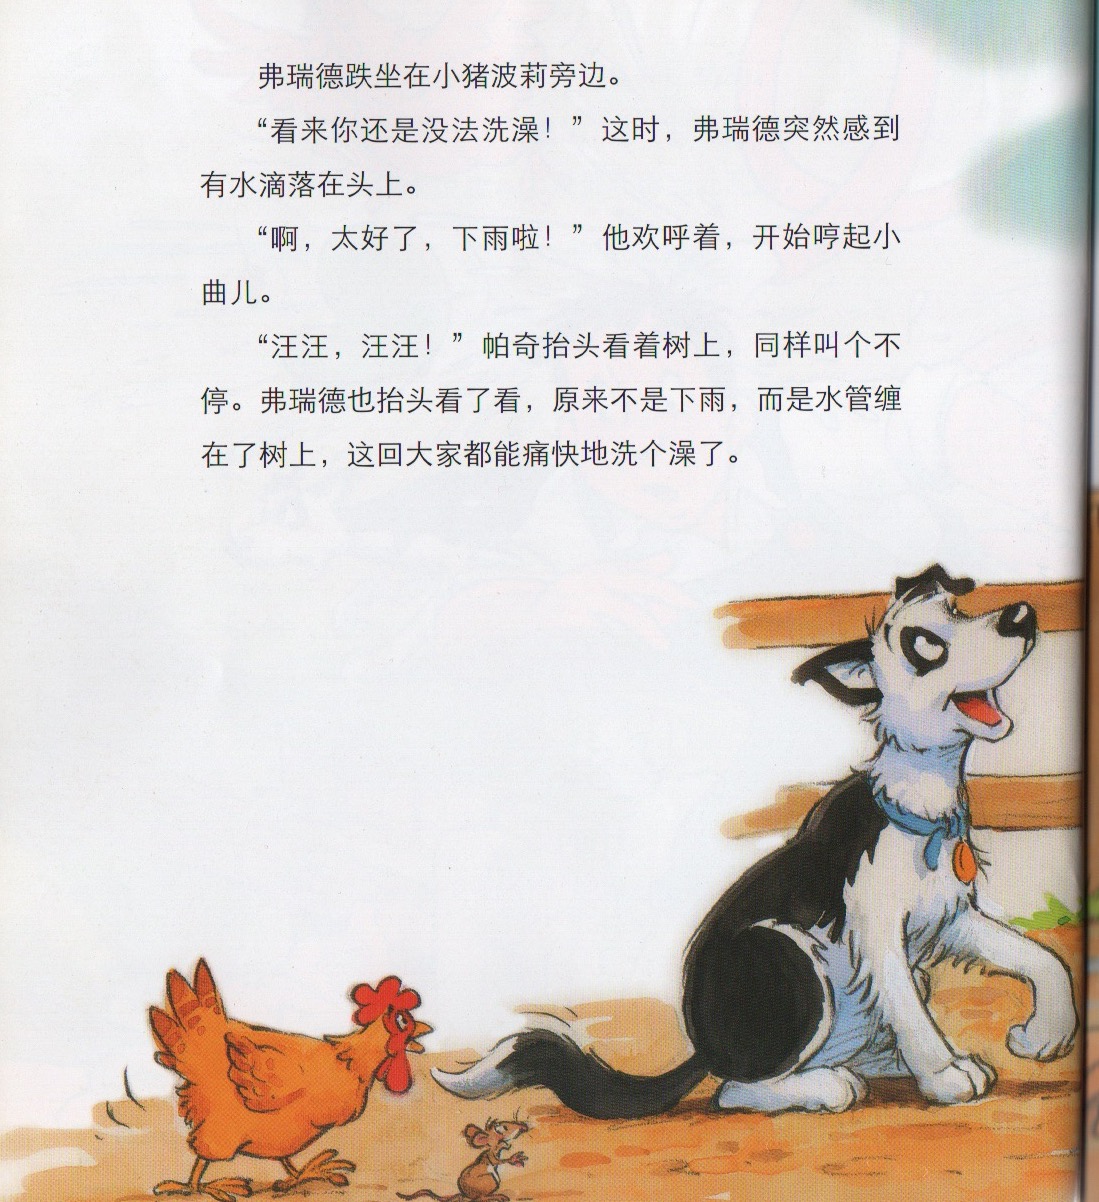 弗瑞德跌坐在小猪波莉旁边。
“看来你还是没法洗澡！”这时，弗瑞德突然感到
有水滴落在头上。
“啊，太好了，下雨啦！”他欢呼着，开始哼起小
曲儿。
“汪汪，汪汪！”帕奇抬头看着树上，同样叫个不
停。弗瑞德也抬头看了看，原来不是下雨，而是水管缠
在了树上，这回大家都能痛快地洗个澡了。